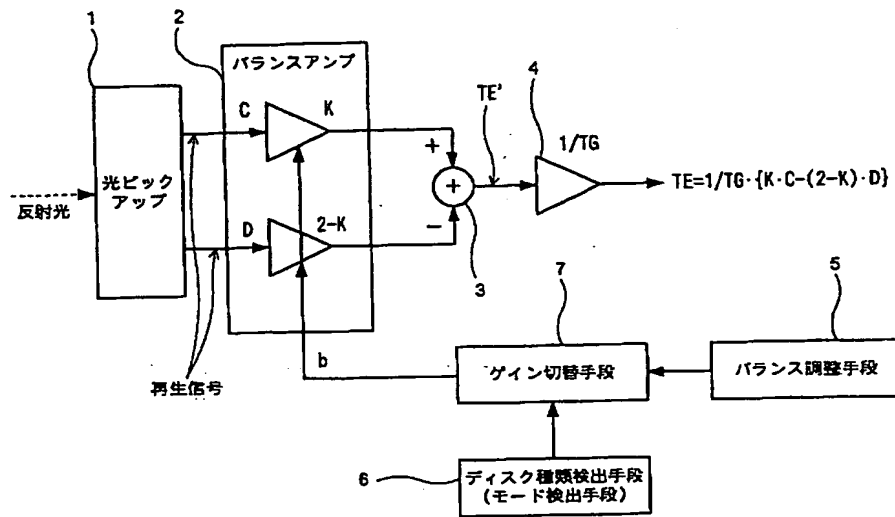 1
2
バランスアンプ
C
K
光ピック
アップ
反射光
D
2-K
再生信号
b
+
-
+
3
TE'
4
1/TG
TE=1/TG·{K·C-(2-K)·D}
7
ゲイン切替手段
5
バランス調整手段
6
ディスク種類検出手段
(モード検出手段)